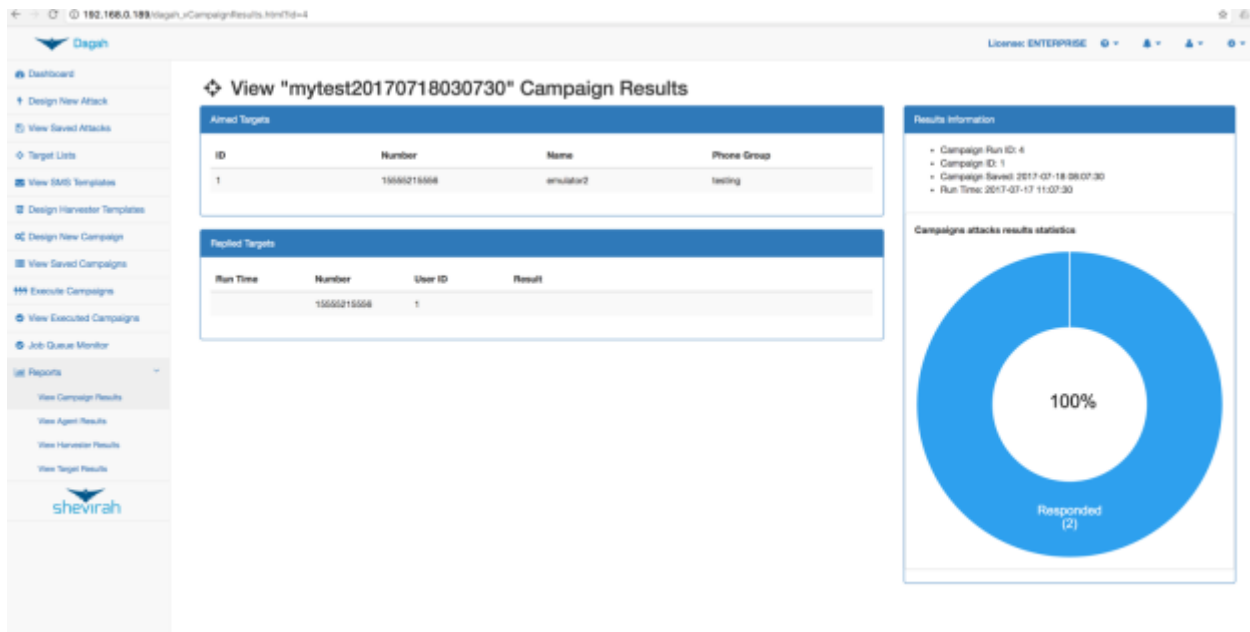 192.168.0.189/dagah_vCampaignResults.html?id=4
Dagah
License: ENTERPRISE
Dashboard
Design New Attack
View Saved Attacks
Target Lists
View SMS Templates
Design Harvester Templates
Design New Campaign
View Saved Campaigns
Execute Campaigns
View Executed Campaigns
Job Queue Monitor
Reports
View Campaign Results
View Agent Results
View Harvester Results
View Target Results
shevirah
View "mytest20170718030730" Campaign Results
Aimed Targets
ID Number Name Phone Group
1 15555215556 emulator2 testing
Replied Targets
Run Time Number User ID Result
15555215556 1
Results Information
Campaign Run ID: 4
Campaign ID: 1
Campaign Saved: 2017-07-18 08:07:30
Run Time: 2017-07-17 11:07:30
Campaigns attacks results statistics
100%
Responded
(2)